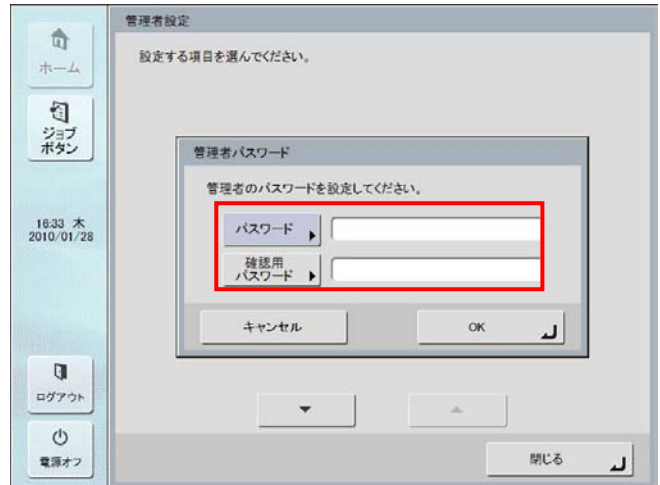 管理者設定
ホーム
設定する項目を選んでください。
ジョブ
ボタン
管理者パスワード
管理者のパスワードを設定してください。
パスワード
確認用
パスワード
16:33 木
2010/01/28
キャンセル
OK
ログアウト
電源オフ
閉じる